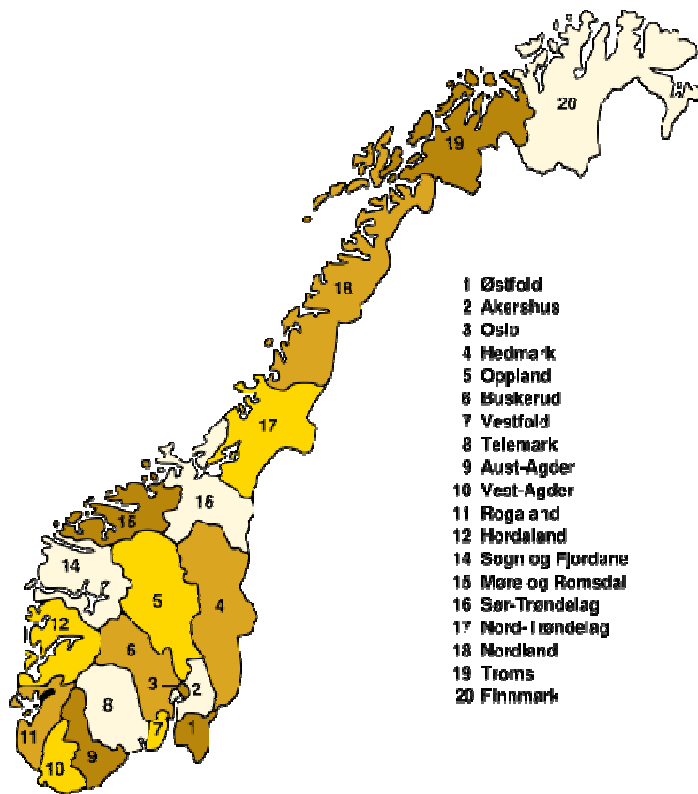 20
19
18
17
16
15
14
5
4
12
6
3
2
8
7
1
11
9
10
1 Østfold
2 Akershus
3 Oslo
4 Hedmark
5 Oppland
6 Buskerud
7 Vestfold
8 Telemark
9 Aust-Agder
10 Vest-Agder
11 Rogaland
12 Hordaland
14 Sogn og Fjordane
15 Møre og Romsdal
16 Sør-Trøndelag
17 Nord-Trøndelag
18 Nordland
19 Troms
20 Finnmark